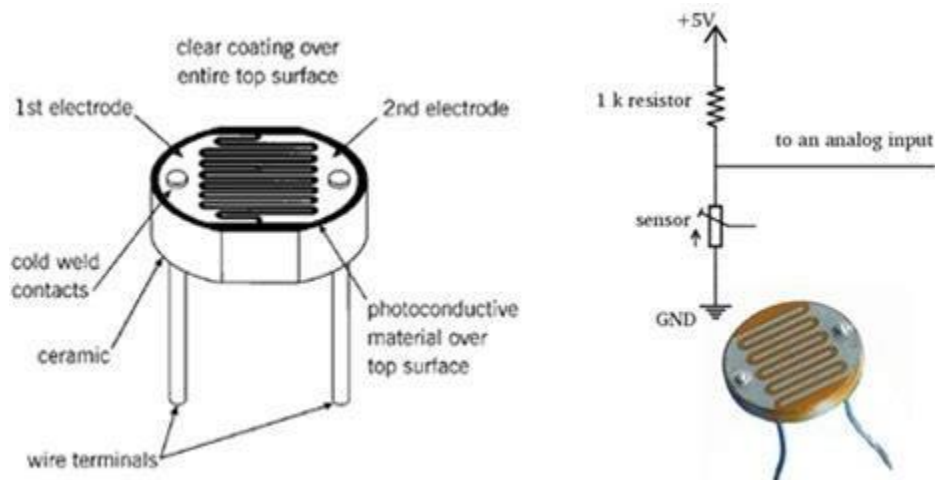 clear coating over
entire top surface
1st electrode
2nd electrode
cold weld
contacts
ceramic
photoconductive
material over
top surface
wire terminals
+5V
1 k resistor
to an analog input
sensor
GND